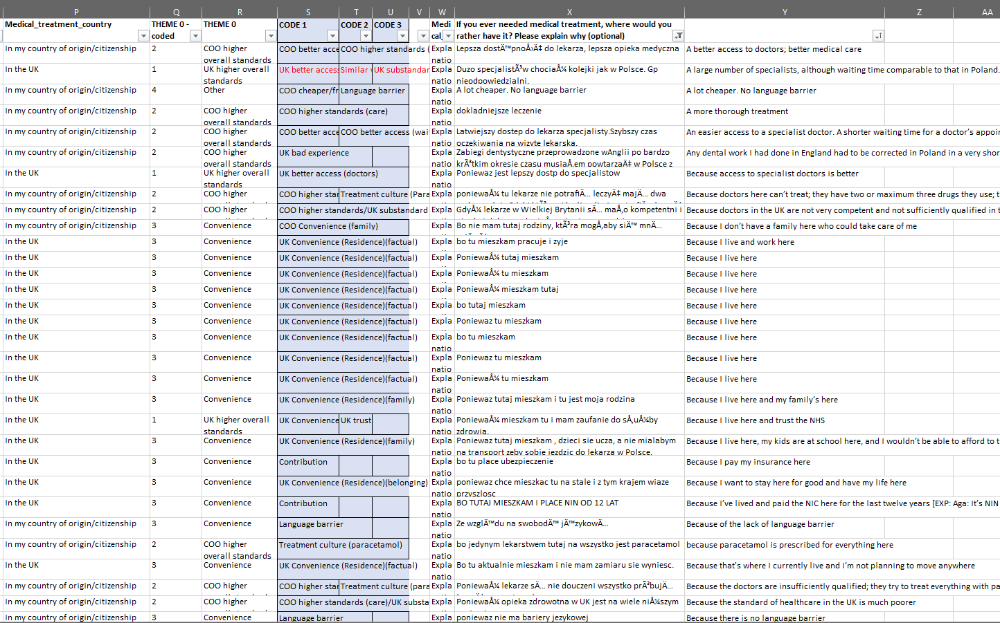 P Q R S T U V W X Y Z AA
Medical_treatment_country THEME 0 - coded THEME 0 CODE 1 CODE 2 CODE 3 Medi cal_ If you ever needed medical treatment, where would you rather have it? Please explain why (optional)
In my country of origin/citizenship 2 COO higher overall standards COO better acce COO higher standards ( Expla natio Lepsza dostÄ™pnoÅ›Ä‡ do lekarza, lepsza opieka medyczna A better access to doctors; better medical care
In the UK 1 UK higher overall standards UK better access Similar UK substandar Expla natio Duzo specjalistÃ³w chociaÅ¼ kolejki jak w Polsce. Gp nieodpowiedzialni. A large number of specialists, although waiting time comparable to that in Poland.
In my country of origin/citizenship 4 Other COO cheaper/fr Language barrier Expla natio A lot cheaper. No language barrier A lot cheaper. No language barrier
In my country of origin/citizenship 2 COO higher overall standards COO higher standards (care) Expla natio dokladniejsze leczenie A more thorough treatment
In my country of origin/citizenship 2 COO higher overall standards COO better acce COO better access (wai Expla natio Latwiejszy dostep do lekarza specjalisty.Szybszy czas oczekiwania na wizyte lekarska. An easier access to a specialist doctor. A shorter waiting time for a doctor’s appoin
In my country of origin/citizenship 2 COO higher overall standards UK bad experience Expla natio Zabiegi dentystyczne przeprowadzone wAnglii po bardzo krÃ³tkim okresie czasu musiaÅ‚em powtarzaÄ‡ w Polsce z Any dental work I had done in England had to be corrected in Poland in a very shor
In the UK 1 UK higher overall standards UK better access (doctors) Expla natio Poniewaz jest lepszy dostp do specjalistow Because access to specialist doctors is better
In my country of origin/citizenship 2 COO higher COO higher star Treatment culture (Para Expla poniewaÅ¼ tu lekarze nie potrafiÄ… leczyÄ‡ majÄ… dwa Because doctors here can’t treat; they have two or maximum three drugs they use; t
In my country of origin/citizenship 2 COO higher COO higher standards/UK substandard Expla GdyÅ¼ lekarze w Wielkiej Brytanii sÄ… maÅ‚o kompetentni i Because doctors in the UK are not very competent and not sufficiently qualified in t
In my country of origin/citizenship 3 Convenience COO Convenience (family) Expla Bo nie mam tutaj rodziny, ktÃ³ra mogÅ‚aby siÄ™ mnÄ… Because I don’t have a family here who could take care of me
In the UK 3 Convenience UK Convenience (Residence)(factual) Expla bo tu mieszkam pracuje i zyje Because I live and work here
In the UK 3 Convenience UK Convenience (Residence)(factual) Expla PoniewaÅ¼ tutaj mieszkam Because I live here
In the UK 3 Convenience UK Convenience (Residence)(factual) Expla PoniewaÅ¼ tu mieszkam Because I live here
In the UK 3 Convenience UK Convenience (Residence)(factual) Expla PoniewaÅ¼ mieszkam tutaj Because I live here
In the UK 3 Convenience UK Convenience (Residence)(factual) Expla bo tutaj mieszkam Because I live here
In the UK 3 Convenience UK Convenience (Residence)(factual) Expla Poniewaz tu mieszkam Because I live here
In the UK 3 Convenience UK Convenience (Residence)(factual) Expla natio bo tu mieszkam Because I live here
In the UK 3 Convenience UK Convenience (Residence)(factual) Expla natio Poniewaz tu mieszkam Because I live here
In the UK 3 Convenience UK Convenience (Residence)(factual) Expla natio PoniewaÅ¼ tu mieszkam Because I live here
In the UK 3 Convenience UK Convenience (Residence)(family) Expla natio Poniewaz tutaj mieszkam i tu jest moja rodzina Because I live here and my family’s here
In the UK 1 UK higher overall standards UK Convenience UK trust Expla natio PoniewaÅ¼ mieszkam tu i mam zaufanie do sÅ‚uÅ¼by zdrowia. Because I live here and trust the NHS
In the UK 3 Convenience UK Convenience (Residence)(family) Expla natio Poniewaz tutaj mieszkam , dzieci sie ucza, a nie mialabym na transport zeby sobie jezdzic do lekarza w Polsce. Because I live here, my kids are at school here, and I wouldn’t be able to afford to t
In the UK 3 Convenience Contribution Expla natio bo tu place ubezpieczenie Because I pay my insurance here
In the UK 3 Convenience UK Convenience (Residence)(belonging) Expla natio poniewaz chce mieszkac tu na stale i z tym krajem wiaze przyszlosc Because I want to stay here for good and have my life here
In the UK 3 Convenience Contribution Expla natio BO TUTAJ MIESZKAM I PLACE NIN OD 12 LAT Because I’ve lived and paid the NIC here for the last twelve years [EXP: Aga: It’s NIN
In my country of origin/citizenship 3 Convenience Language barrier Expla natio Ze wzglÄ™du na swobodÄ™ jÄ™zykowÄ… Because of the lack of language barrier
In my country of origin/citizenship 2 COO higher overall standards Treatment culture (paracetamol) Expla natio bo jedynym lekarstwem tutaj na wszystko jest paracetamol because paracetamol is prescribed for everything here
In the UK 3 Convenience UK Convenience (Residence)(factual) Expla natio Bo tu aktualnie mieszkam i nie mam zamiaru sie wyniesc. Because that's where I currently live and I’m not planning to move anywhere
In my country of origin/citizenship 2 COO higher COO higher star Treatment culture (para Expla PoniewaÅ¼ lekarze sÄ… nie douczeni wszystko prÃ³bujÄ… Because the doctors are insufficiently qualified; they try to treat everything with pa
In my country of origin/citizenship 2 COO higher COO higher standards (care)/UK substa Expla PoniewaÅ¼ opieka zdrowotna w UK jest na wiele niÅ¼szym Because the standard of healthcare in the UK is much poorer
In my country of origin/citizenship 3 Convenience Language barrier Expla poniewaz nie ma bariery jezykowej Because there is no language barrier